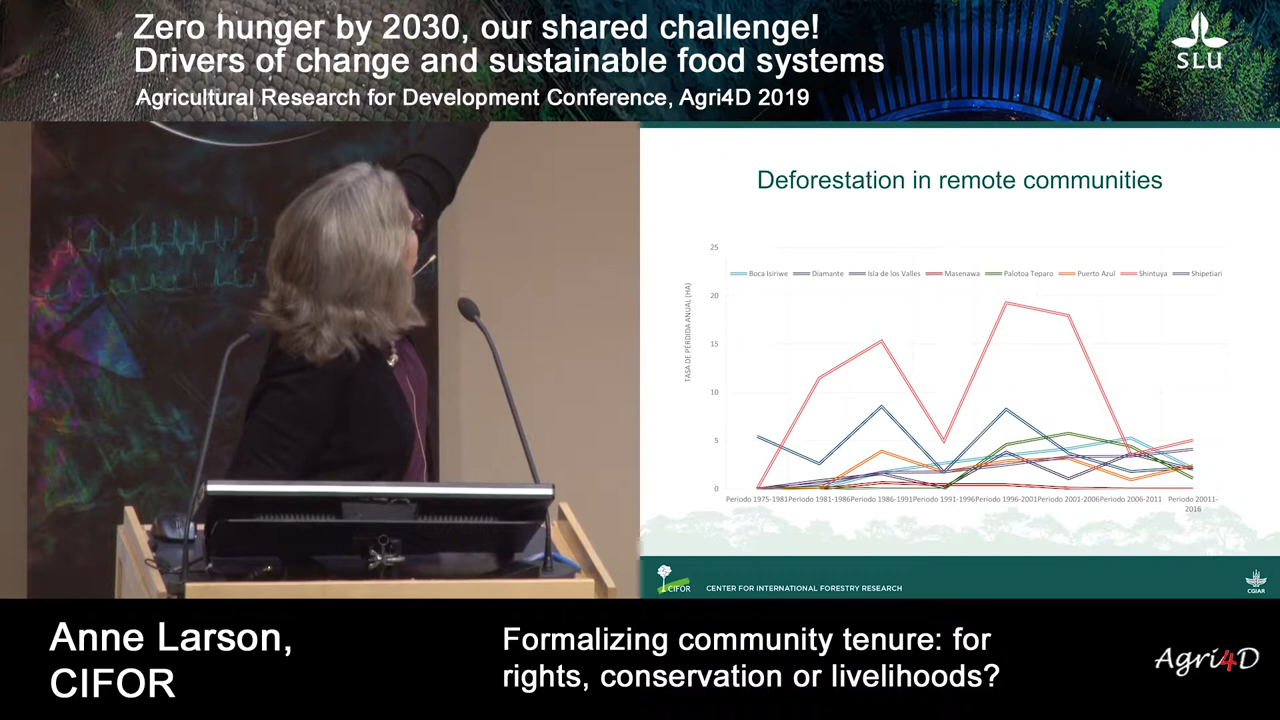 Zero hunger by 2030, our shared challenge!
Drivers of change and sustainable food systems
Agricultural Research for Development Conference, Agri4D 2019
SLU
Deforestation in remote communities
25
Boca Isiriwe Diamante Isla de los Valles Masenawa Palotoa Teparo Puerto Azul Shintuya Shipetiari
20
15
10
5
0
TASA DE PÉRDIDA ANUAL (HA)
Periodo 1975-1981 Periodo 1981-1986 Periodo 1986-1991 Periodo 1991-1996 Periodo 1996-2001 Periodo 2001-2006 Periodo 2006-2011 Periodo 20011-
2016
CIFOR
CENTER FOR INTERNATIONAL FORESTRY RESEARCH
CGIAR
Anne Larson,
CIFOR
Formalizing community tenure: for
rights, conservation or livelihoods?
Agri4D